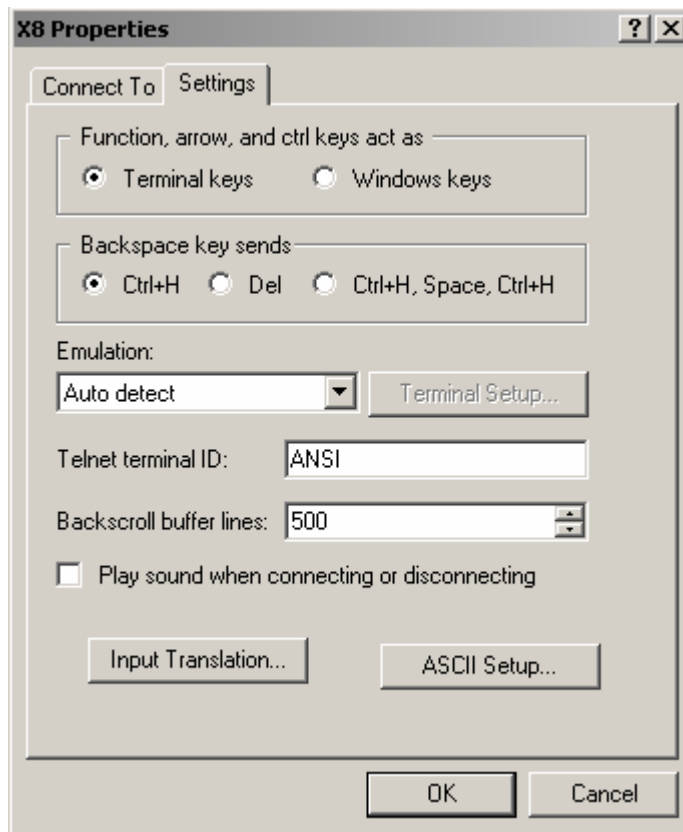 X8 Properties
Connect To Settings
Function, arrow, and ctrl keys act as
Terminal keys Windows keys
Backspace key sends
Ctrl+H Del Ctrl+H, Space, Ctrl+H
Emulation:
Auto detect Terminal Setup...
Telnet terminal ID: ANSI
Backscroll buffer lines: 500
Play sound when connecting or disconnecting
Input Translation... ASCII Setup...
OK Cancel